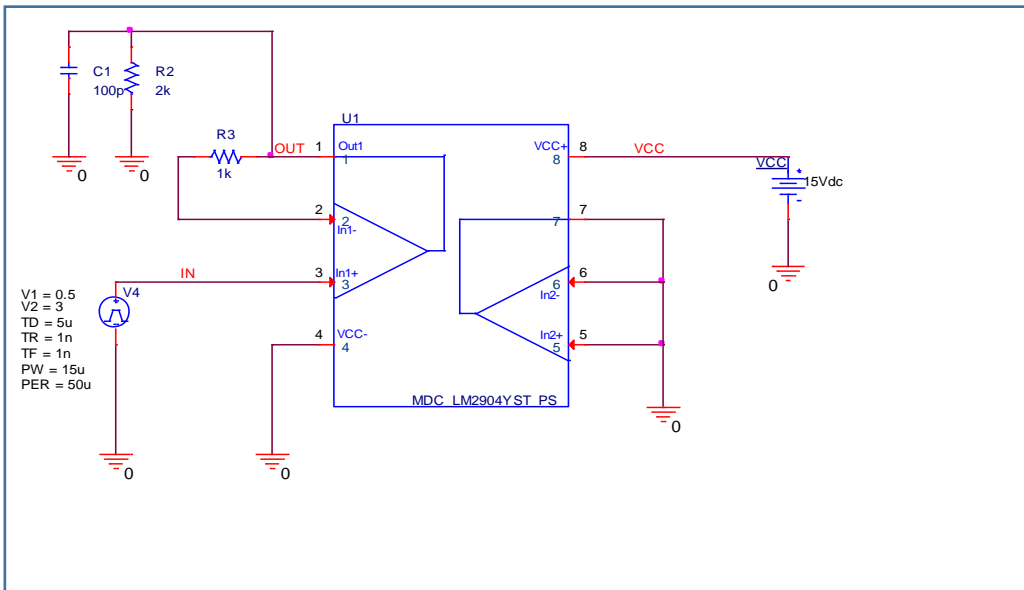 C1
100p
R2
2k
0
0
R3
1k
OUT
1
U1
Out1
1
VCC+
8
8
VCC
VCC
15Vdc
0
2
2
In1-
7
7
IN
3
In1+
3
6
6
In2-
V4
V1 = 0.5
V2 = 3
TD = 5u
TR = 1n
TF = 1n
PW = 15u
PER = 50u
4
VCC-
4
In2+
5
5
MDC_LM2904YST_PS
0
0
0